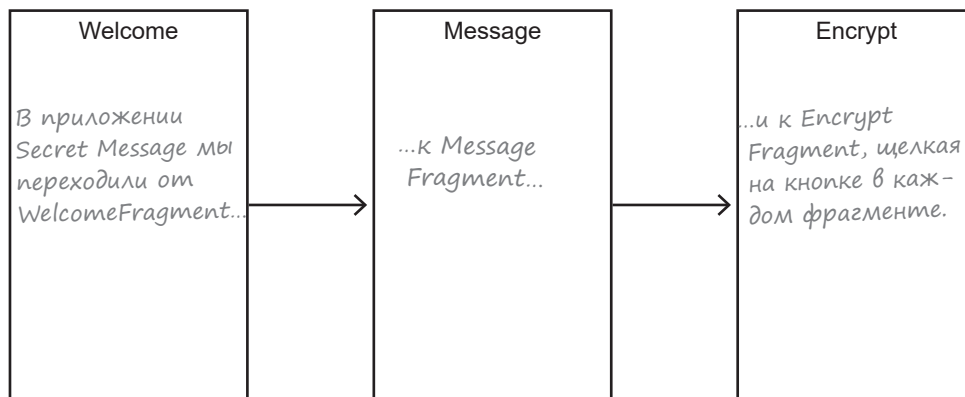 Welcome
В приложении
Secret Message мы
переходили от
WelcomeFragment...
Message
...к Message
Fragment...
Encrypt
...и к Encrypt
Fragment, щелкая
на кнопке в каж-
дом фрагменте.